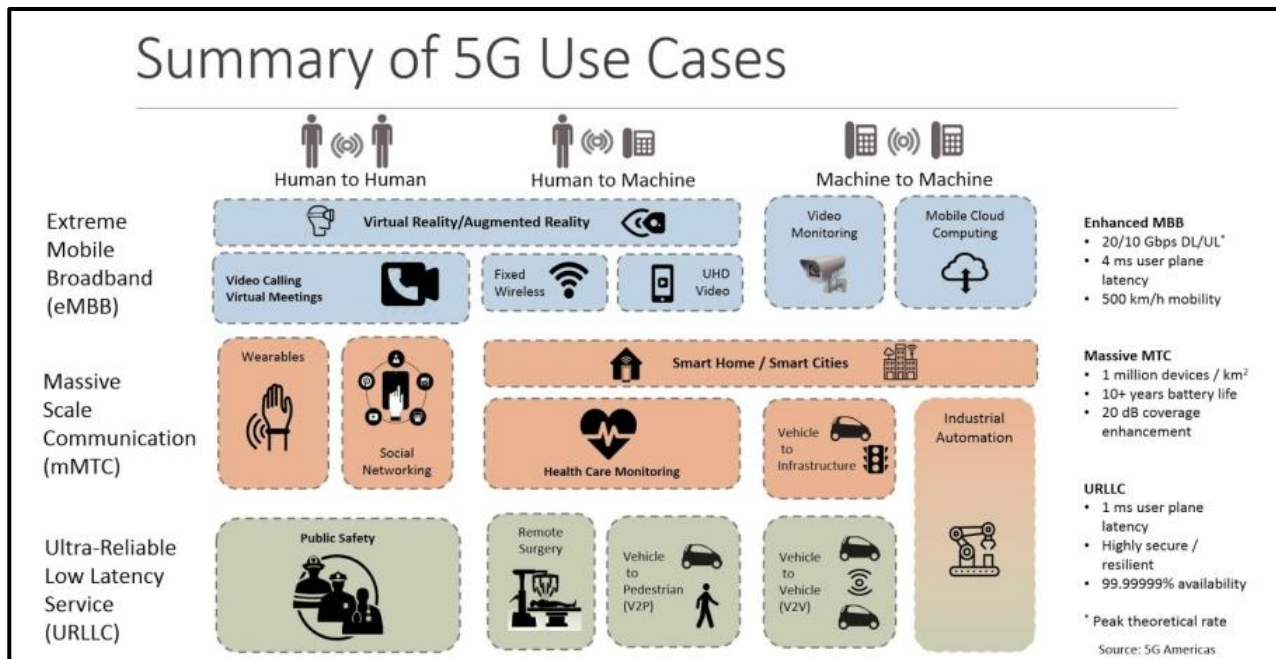 Summary of 5G Use Cases
Human to Human
Human to Machine
Machine to Machine
Extreme
Mobile
Broadband
(eMBB)
Virtual Reality/Augmented Reality
Video
Monitoring
Mobile Cloud
Computing
Video Calling
Virtual Meetings
Fixed
Wireless
UHD
Video
Enhanced MBB
• 20/10 Gbps DL/UL*
• 4 ms user plane
latency
• 500 km/h mobility
Massive
Scale
Communication
(mMTC)
Wearables
Social
Networking
Smart Home / Smart Cities
Health Care Monitoring
Vehicle
to
Infrastructure
Industrial
Automation
Massive MTC
• 1 million devices / km²
• 10+ years battery life
• 20 dB coverage
enhancement
Ultra-Reliable
Low Latency
Service
(URLLC)
Public Safety
Remote
Surgery
Vehicle
to
Pedestrian
(V2P)
Vehicle
to
Vehicle
(V2V)
URLLC
• 1 ms user plane
latency
• Highly secure /
resilient
• 99.99999% availability
* Peak theoretical rate
Source: 5G Americas